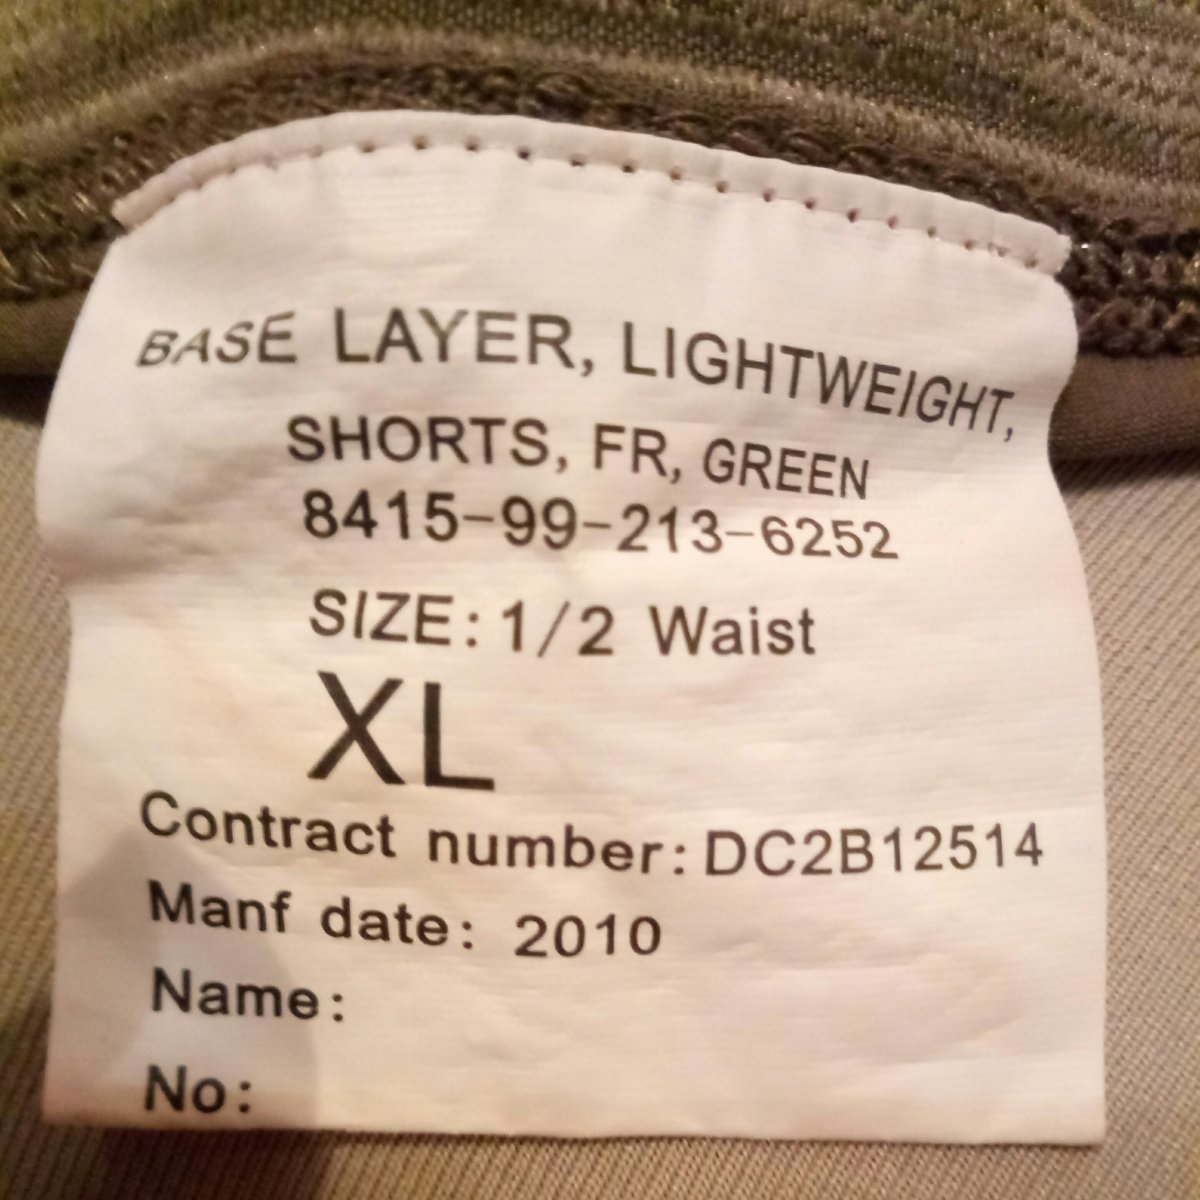 BASE LAYER, LIGHTWEIGHT,
SHORTS, FR, GREEN
8415-99-213-6252
SIZE: 1/2 Waist
XL
Contract number: DC2B12514
Manf date: 2010
Name:
No: